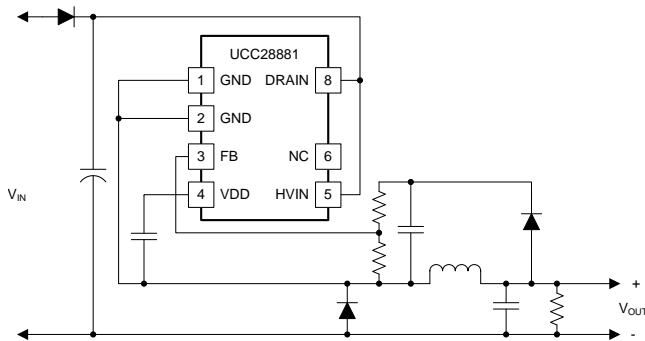 UCC28881
1 GND DRAIN 8
2 GND
3 FB NC 6
4 VDD HVIN 5
VIN
+
VOUT
-